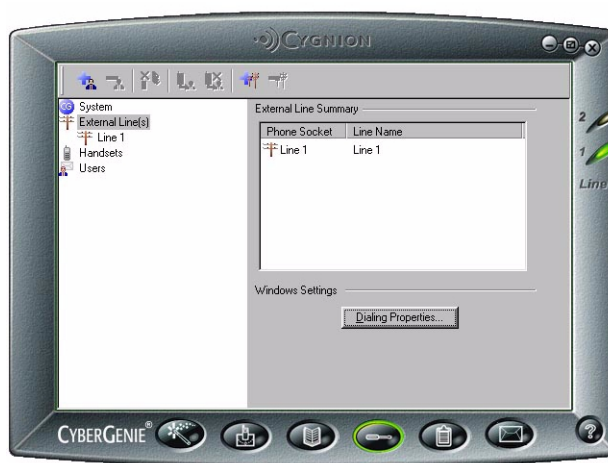 CYGNION
System
External Line(s)
Line 1
Handsets
Users
External Line Summary
Phone Socket Line Name
Line 1 Line 1
Windows Settings
Dialing Properties...
2
1
Line
CYBERGENIE®
?